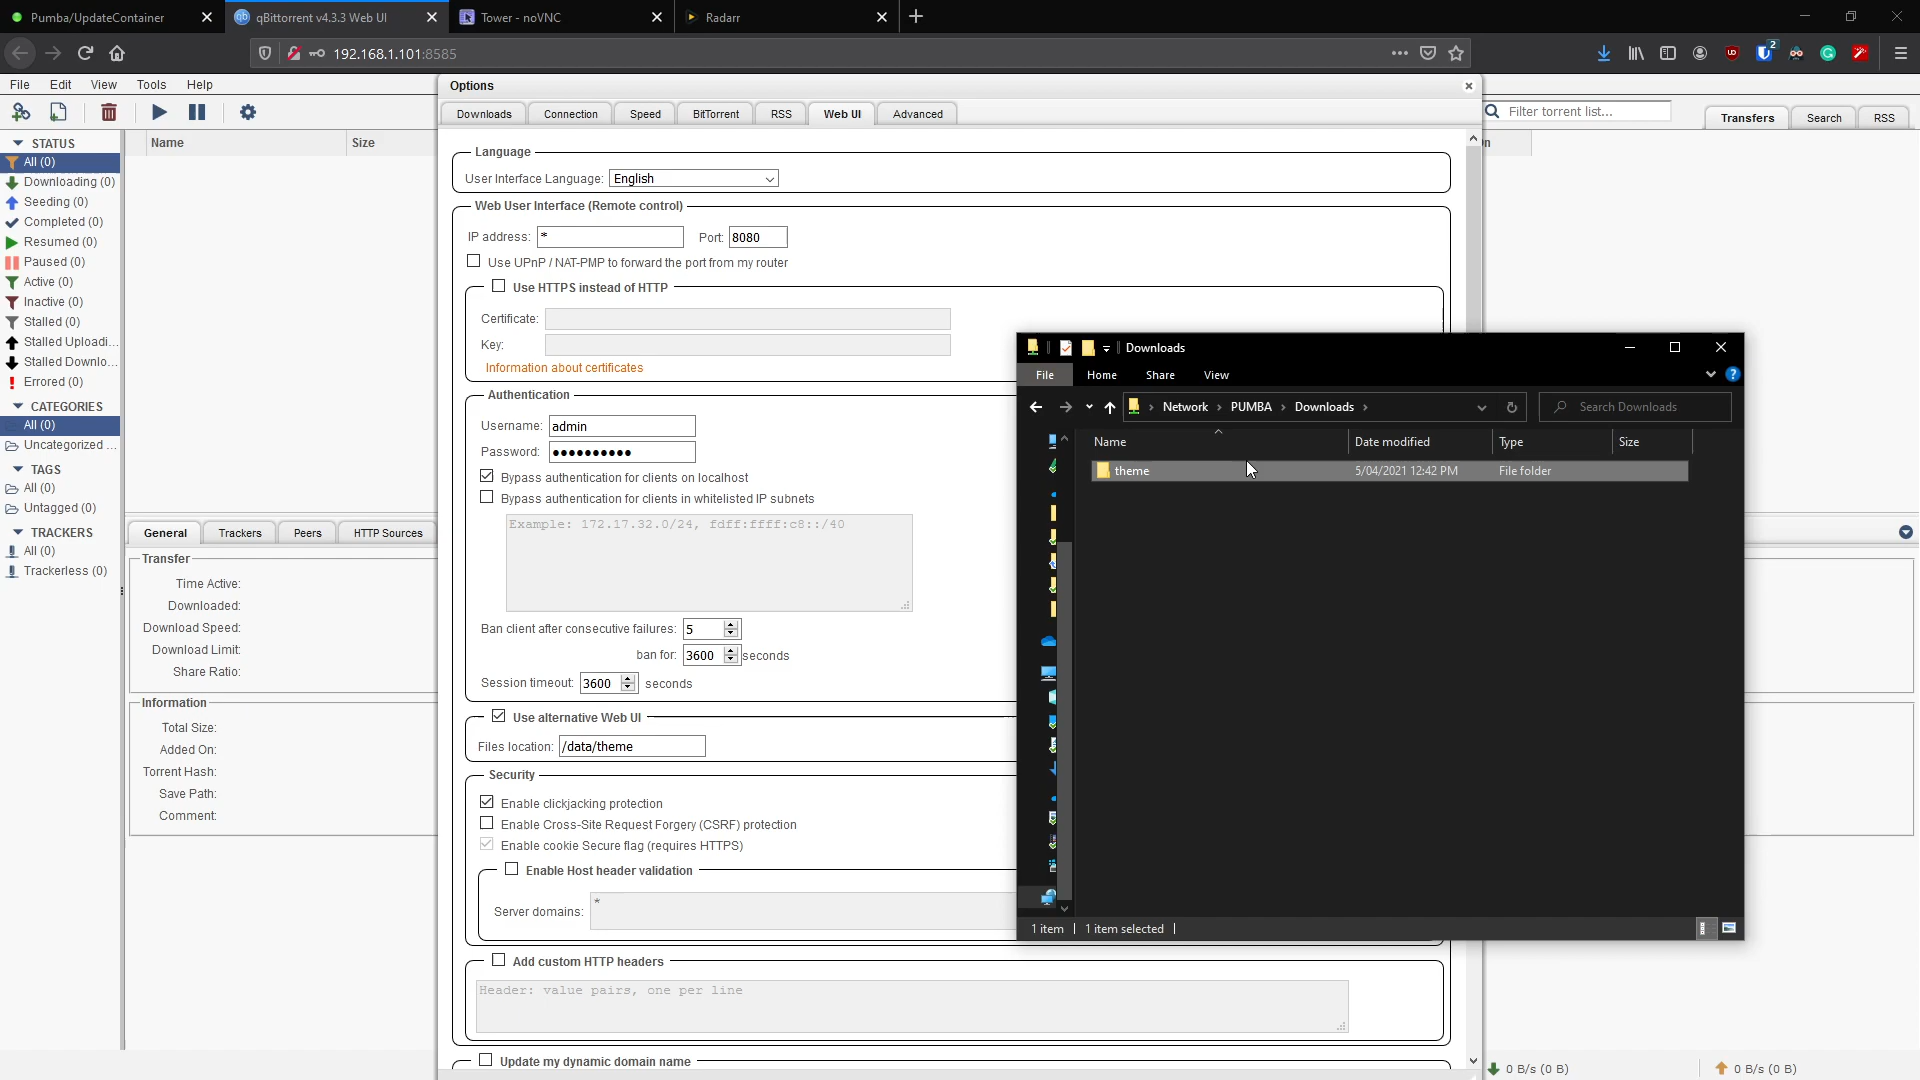 Pumba/UpdateContainer
qBittorrent v4.3.3 Web UI
Tower - noVNC
Radarr
192.168.1.101:8585
2
File Edit View Tools Help
Options
Downloads Connection Speed BitTorrent RSS Web UI Advanced
Filter torrent list...
Transfers Search RSS
STATUS
All (0)
Downloading (0)
Seeding (0)
Completed (0)
Resumed (0)
Paused (0)
Active (0)
Inactive (0)
Stalled (0)
Stalled Uploadi...
Stalled Downlo...
Errored (0)
CATEGORIES
All (0)
Uncategorized ...
TAGS
All (0)
Untagged (0)
TRACKERS
All (0)
Trackerless (0)
Name Size
General Trackers Peers HTTP Sources
Transfer
Time Active:
Downloaded:
Download Speed:
Download Limit:
Share Ratio:
Information
Total Size:
Added On:
Torrent Hash:
Save Path:
Comment:
Language
User Interface Language: English
Web User Interface (Remote control)
IP address: * Port: 8080
Use UPnP / NAT-PMP to forward the port from my router
Use HTTPS instead of HTTP
Certificate:
Key:
Information about certificates
Authentication
Username: admin
Password: ●●●●●●●●●●
Bypass authentication for clients on localhost
Bypass authentication for clients in whitelisted IP subnets
Example: 172.17.32.0/24, fdff:ffff:c8::/40
Ban client after consecutive failures: 5
ban for: 3600 seconds
Session timeout: 3600 seconds
Use alternative Web UI
Files location: /data/theme
Security
Enable clickjacking protection
Enable Cross-Site Request Forgery (CSRF) protection
Enable cookie Secure flag (requires HTTPS)
Enable Host header validation
Server domains: *
Add custom HTTP headers
Header: value pairs, one per line
Update my dynamic domain name
Downloads
File Home Share View
Network › PUMBA › Downloads ›
Search Downloads
Name Date modified Type Size
theme 5/04/2021 12:42 PM File folder
1 item 1 item selected
0 B/s (0 B) 0 B/s (0 B)